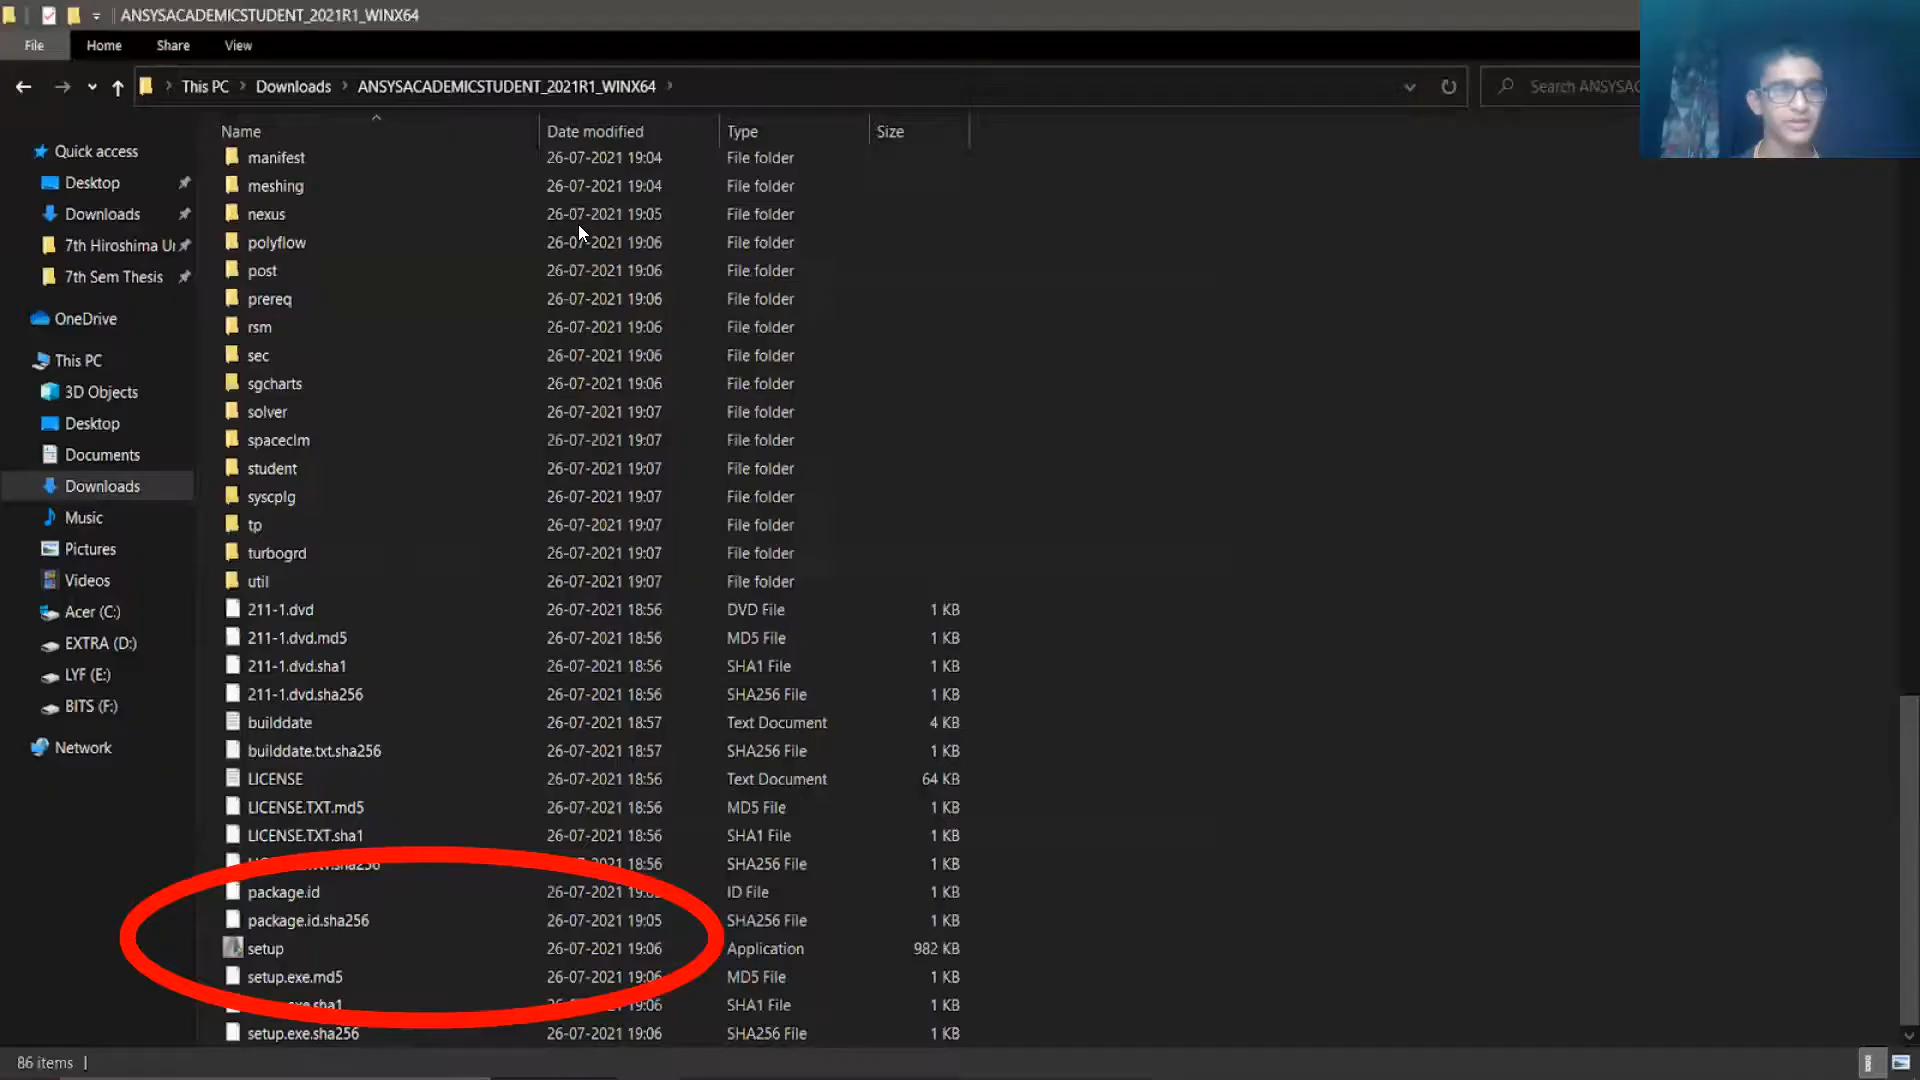 ANSYSACADEMICSTUDENT_2021R1_WINX64
File Home Share View
This PC Downloads ANSYSACADEMICSTUDENT_2021R1_WINX64 Search ANSYSAC
Name Date modified Type Size
Quick access
Desktop
Downloads
7th Hiroshima Ur
7th Sem Thesis
OneDrive
This PC
3D Objects
Desktop
Documents
Downloads
Music
Pictures
Videos
Acer (C:)
EXTRA (D:)
LYF (E:)
BITS (F:)
Network
manifest 26-07-2021 19:04 File folder
meshing 26-07-2021 19:04 File folder
nexus 26-07-2021 19:05 File folder
polyflow 26-07-2021 19:06 File folder
post 26-07-2021 19:06 File folder
prereq 26-07-2021 19:06 File folder
rsm 26-07-2021 19:06 File folder
sec 26-07-2021 19:06 File folder
sgcharts 26-07-2021 19:06 File folder
solver 26-07-2021 19:07 File folder
spaceclm 26-07-2021 19:07 File folder
student 26-07-2021 19:07 File folder
syscplg 26-07-2021 19:07 File folder
tp 26-07-2021 19:07 File folder
turbogrd 26-07-2021 19:07 File folder
util 26-07-2021 19:07 File folder
211-1.dvd 26-07-2021 18:56 DVD File 1 KB
211-1.dvd.md5 26-07-2021 18:56 MD5 File 1 KB
211-1.dvd.sha1 26-07-2021 18:56 SHA1 File 1 KB
211-1.dvd.sha256 26-07-2021 18:56 SHA256 File 1 KB
builddate 26-07-2021 18:57 Text Document 4 KB
builddate.txt.sha256 26-07-2021 18:57 SHA256 File 1 KB
LICENSE 26-07-2021 18:56 Text Document 64 KB
LICENSE.TXT.md5 26-07-2021 18:56 MD5 File 1 KB
LICENSE.TXT.sha1 26-07-2021 18:56 SHA1 File 1 KB
18:56 SHA256 File 1 KB
package.id 26-07-2021 ID File 1 KB
package.id.sha256 26-07-2021 19:05 SHA256 File 1 KB
setup 26-07-2021 19:06 Application 982 KB
setup.exe.md5 26-07-2021 19:06 MD5 File 1 KB
19:06 SHA1 File 1 KB
setup.exe.sha256 26-07-2021 19:06 SHA256 File 1 KB
86 items